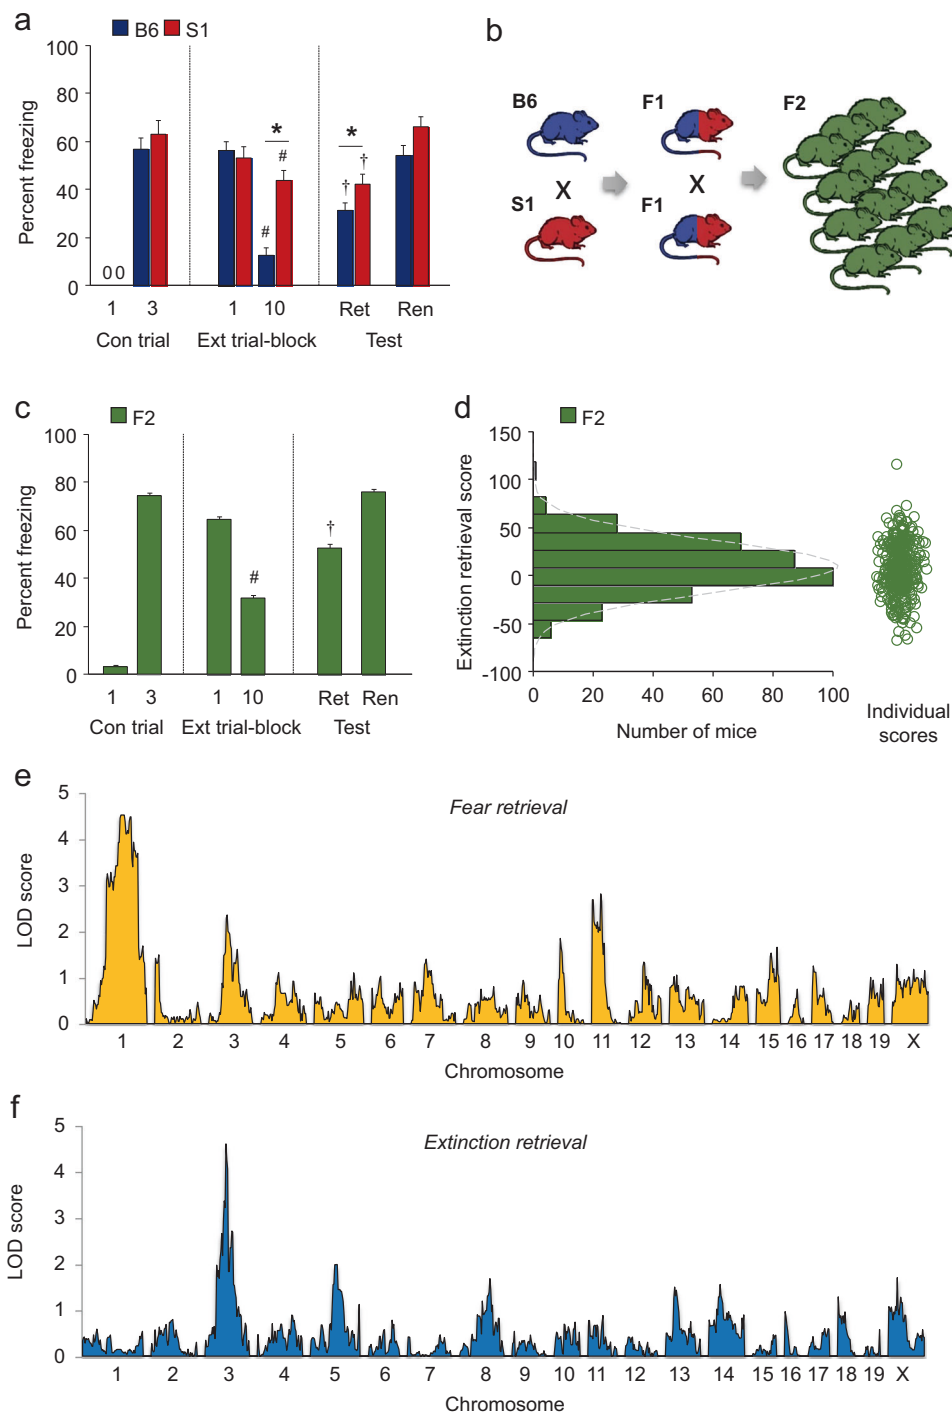 a
B6 S1
Percent freezing
100
80
60
40
20
0
00
#
*
#
*
†
†
1 3 1 10 Ret Ren
Con trial Ext trial-block Test
b
B6 F1 F2
X X
S1 F1
c
F2
Percent freezing
100
80
60
40
20
0
#
†
1 3 1 10 Ret Ren
Con trial Ext trial-block Test
d
F2
Extinction retrieval score
150
100
50
0
-50
-100
0 20 40 60 80 100
Number of mice
Individual
scores
e
Fear retrieval
LOD score
5
4
3
2
1
0
1 2 3 4 5 6 7 8 9 10 11 12 13 14 15 16 17 18 19 X
Chromosome
f
Extinction retrieval
LOD score
5
4
3
2
1
0
1 2 3 4 5 6 7 8 9 10 11 12 13 14 15 16 17 18 19 X
Chromosome